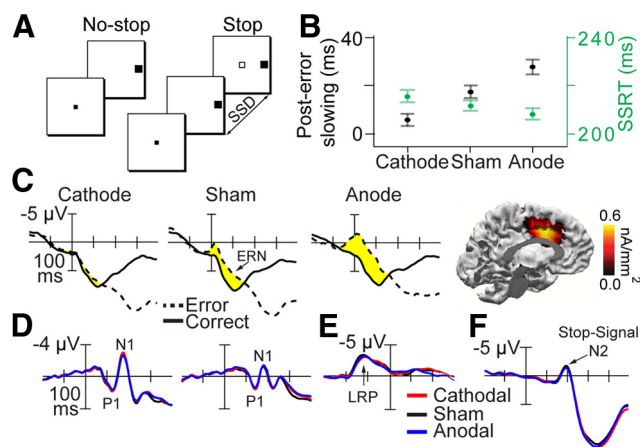 A
No-stop
Stop
SSD
B
Post-error
slowing (ms)
40
0
240
200
SSRT (ms)
Cathode
Sham
Anode
C
Cathode
Sham
Anode
-5 µV
100
ms
ERN
Error
Correct
0.6
0.0
nA/mm²
D
-4 µV
N1
P1
100
ms
N1
P1
E
-5 µV
LRP
F
Stop-Signal
-5 µV
N2
Cathodal
Sham
Anodal